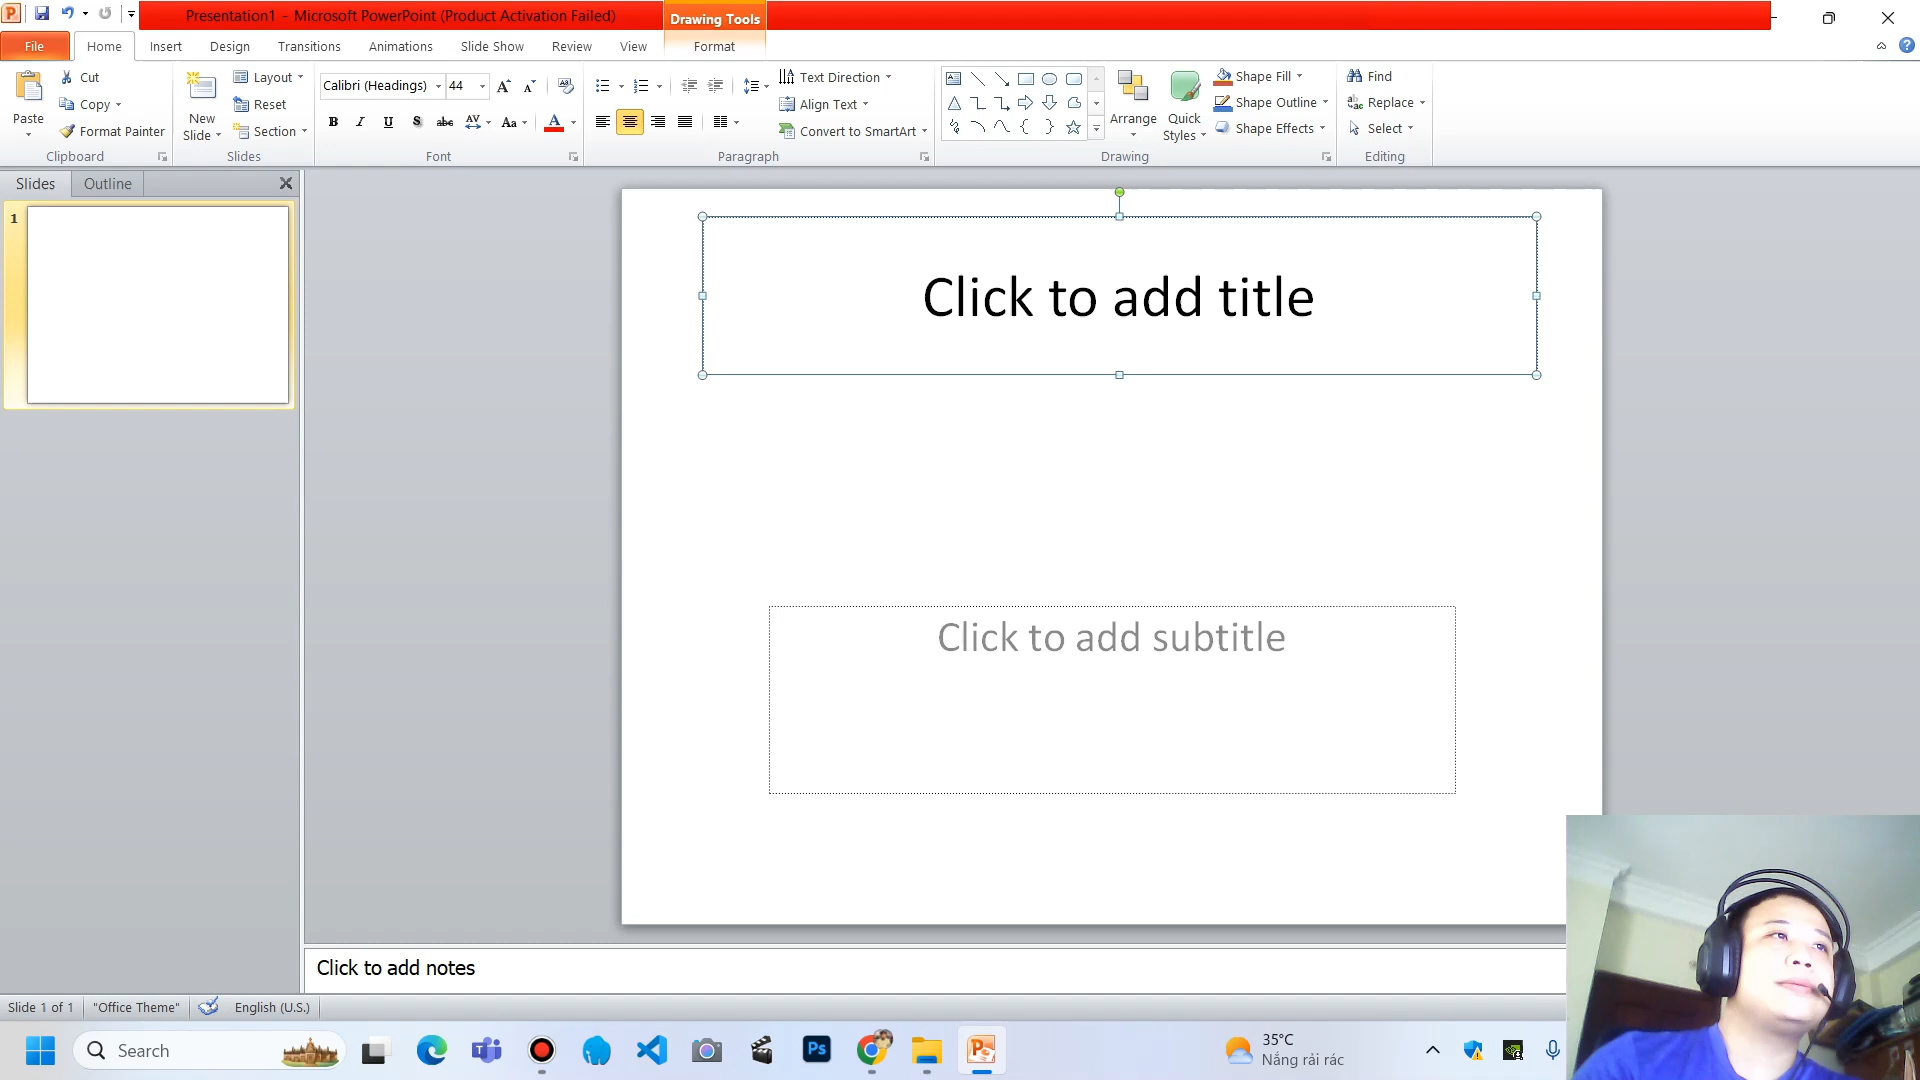 Presentation1 - Microsoft PowerPoint (Product Activation Failed)
Drawing Tools
File
Home
Insert
Design
Transitions
Animations
Slide Show
Review
View
Format
Paste
Cut
Copy
Format Painter
Clipboard
New Slide
Layout
Reset
Section
Slides
Calibri (Headings)
44
B I U S abc AV Aa A
Font
Text Direction
Align Text
Convert to SmartArt
Paragraph
Arrange
Quick Styles
Shape Fill
Shape Outline
Shape Effects
Drawing
Find
Replace
Select
Editing
Slides
Outline
1
Click to add title
Click to add subtitle
Click to add notes
Slide 1 of 1
"Office Theme"
English (U.S.)
Search
Ps
35°C
Nắng rải rác